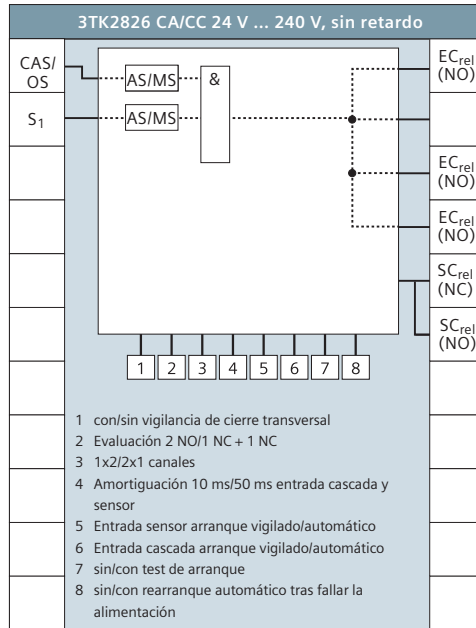 3TK2826 CA/CC 24 V ... 240 V, sin retardo
CAS/
OS
AS/MS
&
ECrel
(NO)
S1
AS/MS
ECrel
(NO)
ECrel
(NO)
SCrel
(NC)
SCrel
(NO)
1 2 3 4 5 6 7 8
1 con/sin vigilancia de cierre transversal
2 Evaluación 2 NO/1 NC + 1 NC
3 1x2/2x1 canales
4 Amortiguación 10 ms/50 ms entrada cascada y
sensor
5 Entrada sensor arranque vigilado/automático
6 Entrada cascada arranque vigilado/automático
7 sin/con test de arranque
8 sin/con rearranque automático tras fallar la
alimentación